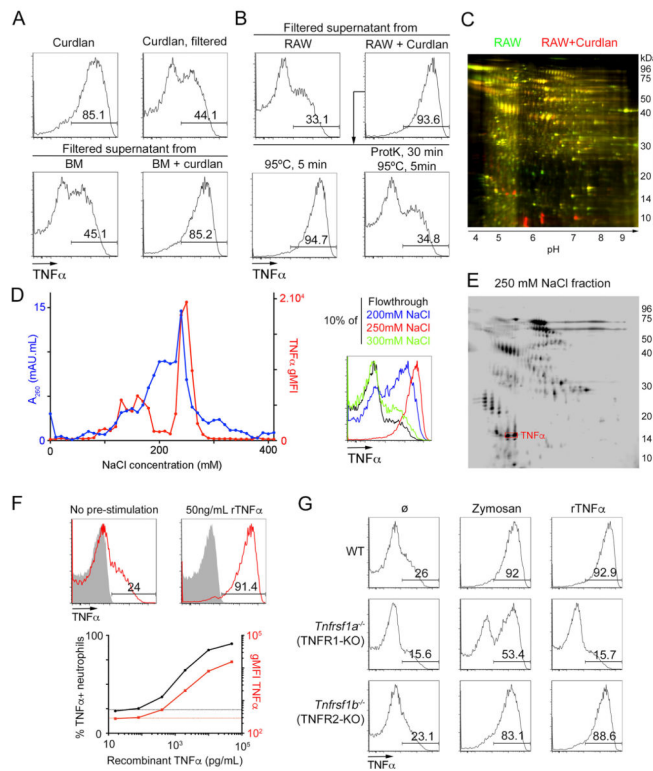 A
Curdlan
Curdlan, filtered
85.1
44.1
Filtered supernatant from
BM
BM + curdlan
45.1
85.2
TNFα
B
Filtered supernatant from
RAW
RAW + Curdlan
33.1
93.6
95ºC, 5 min
ProtK, 30 min
95ºC, 5min
94.7
34.8
TNFα
C
RAW
RAW+Curdlan
kDa
96
75
50
40
30
20
14
10
4
5
6
7
8
9
pH
D
15
A260 (mAU.mL)
0
0
200
400
NaCl concentration (mM)
2.10⁴
TNFα gMFI
0
10% of
Flowthrough
200mM NaCl
250mM NaCl
300mM NaCl
TNFα
E
250 mM NaCl fraction
96
75
50
40
30
20
14
10
TNFα
F
No pre-stimulation
50ng/mL rTNFα
24
91.4
TNFα
100
% TNFα+ neutrophils
0
10⁵
gMFI TNFα
10²
10¹
10³
10⁵
Recombinant TNFα (pg/mL)
G
ø
Zymosan
rTNFα
WT
26
92
92.9
Tnfrsf1a-/-
(TNFR1-KO)
15.6
53.4
15.7
Tnfrsf1b-/-
(TNFR2-KO)
23.1
83.1
88.6
TNFα